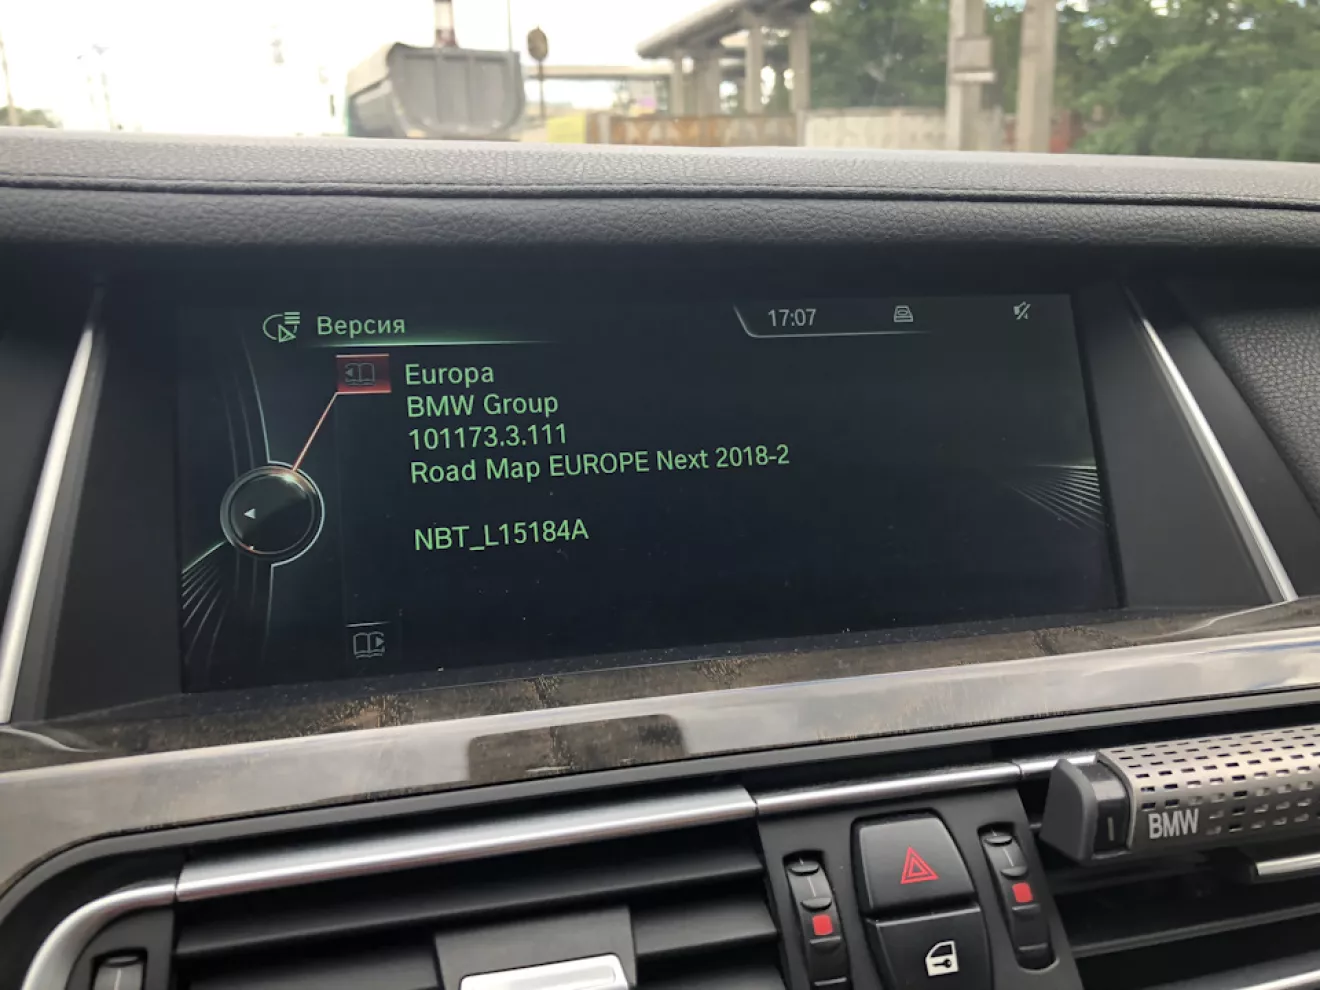 Версия
17:07
Europa
BMW Group
101173.3.111
Road Map EUROPE Next 2018-2
NBT_L15184A
BMW